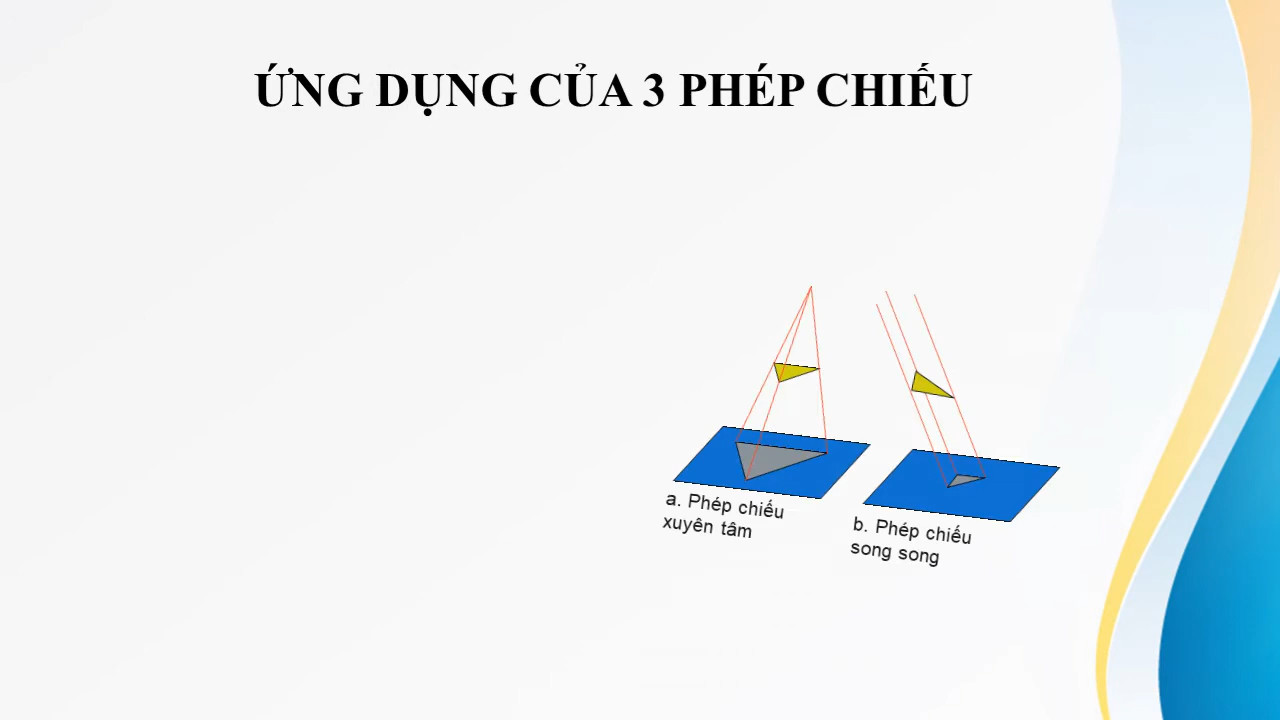 ỨNG DỤNG CỦA 3 PHÉP CHIẾU
a. Phép chiếu
xuyên tâm
b. Phép chiếu
song song